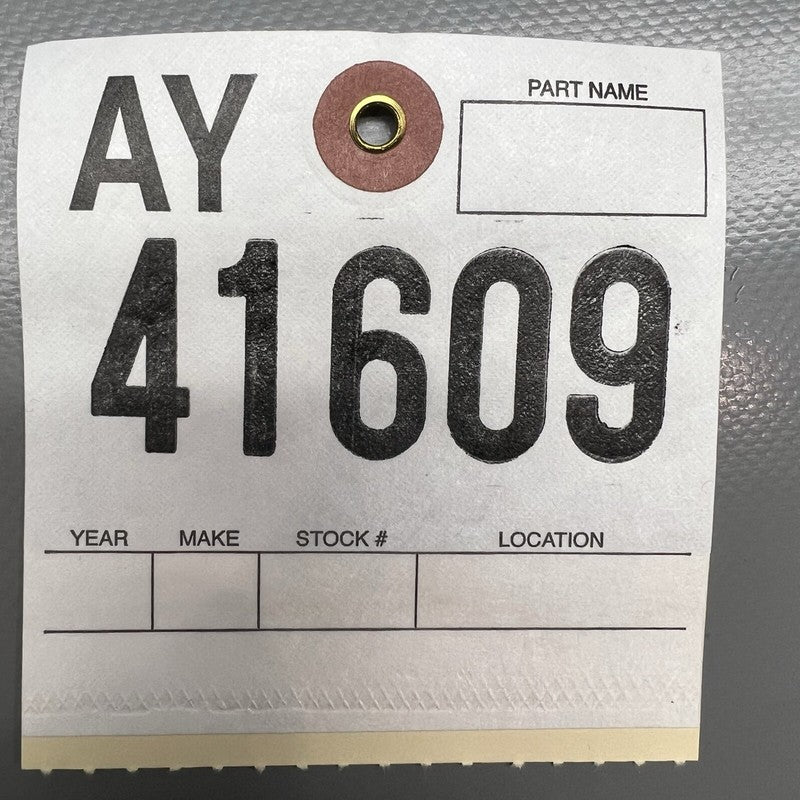 AY
PART NAME
41609
YEAR MAKE STOCK # LOCATION